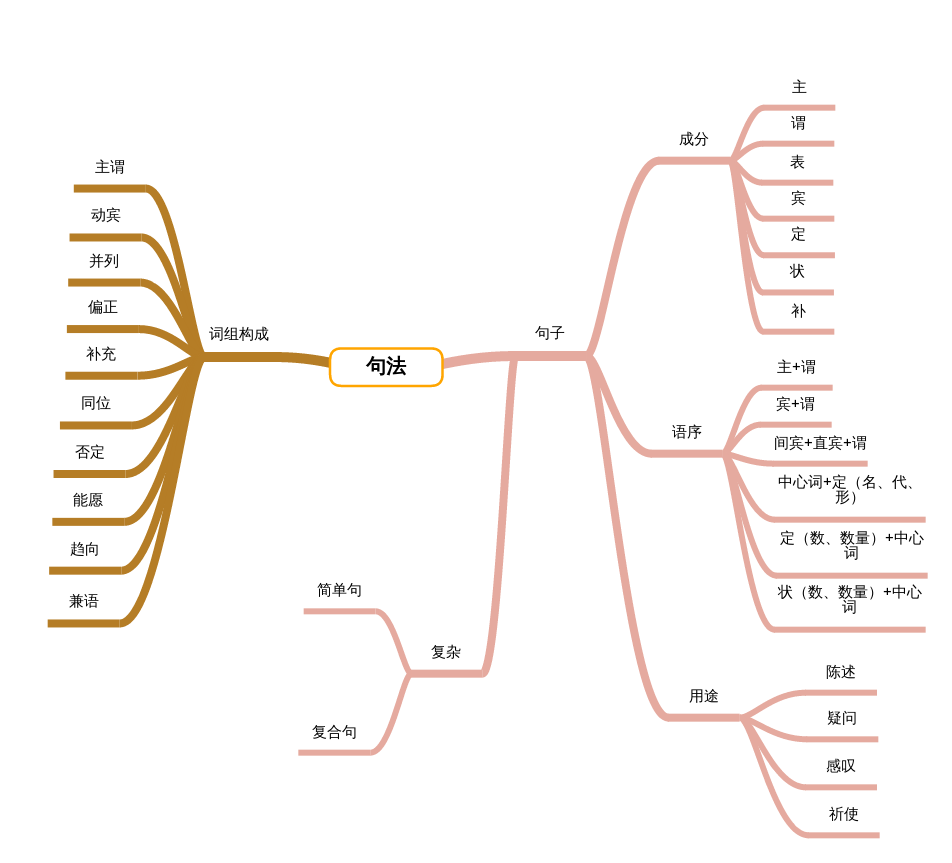 句法
词组构成
主谓
动宾
并列
偏正
补充
同位
否定
能愿
趋向
兼语
句子
成分
主
谓
表
宾
定
状
补
语序
主+谓
宾+谓
间宾+直宾+谓
中心词+定（名、代、
形）
定（数、数量）+中心
词
状（数、数量）+中心
词
用途
陈述
疑问
感叹
祈使
复杂
简单句
复合句